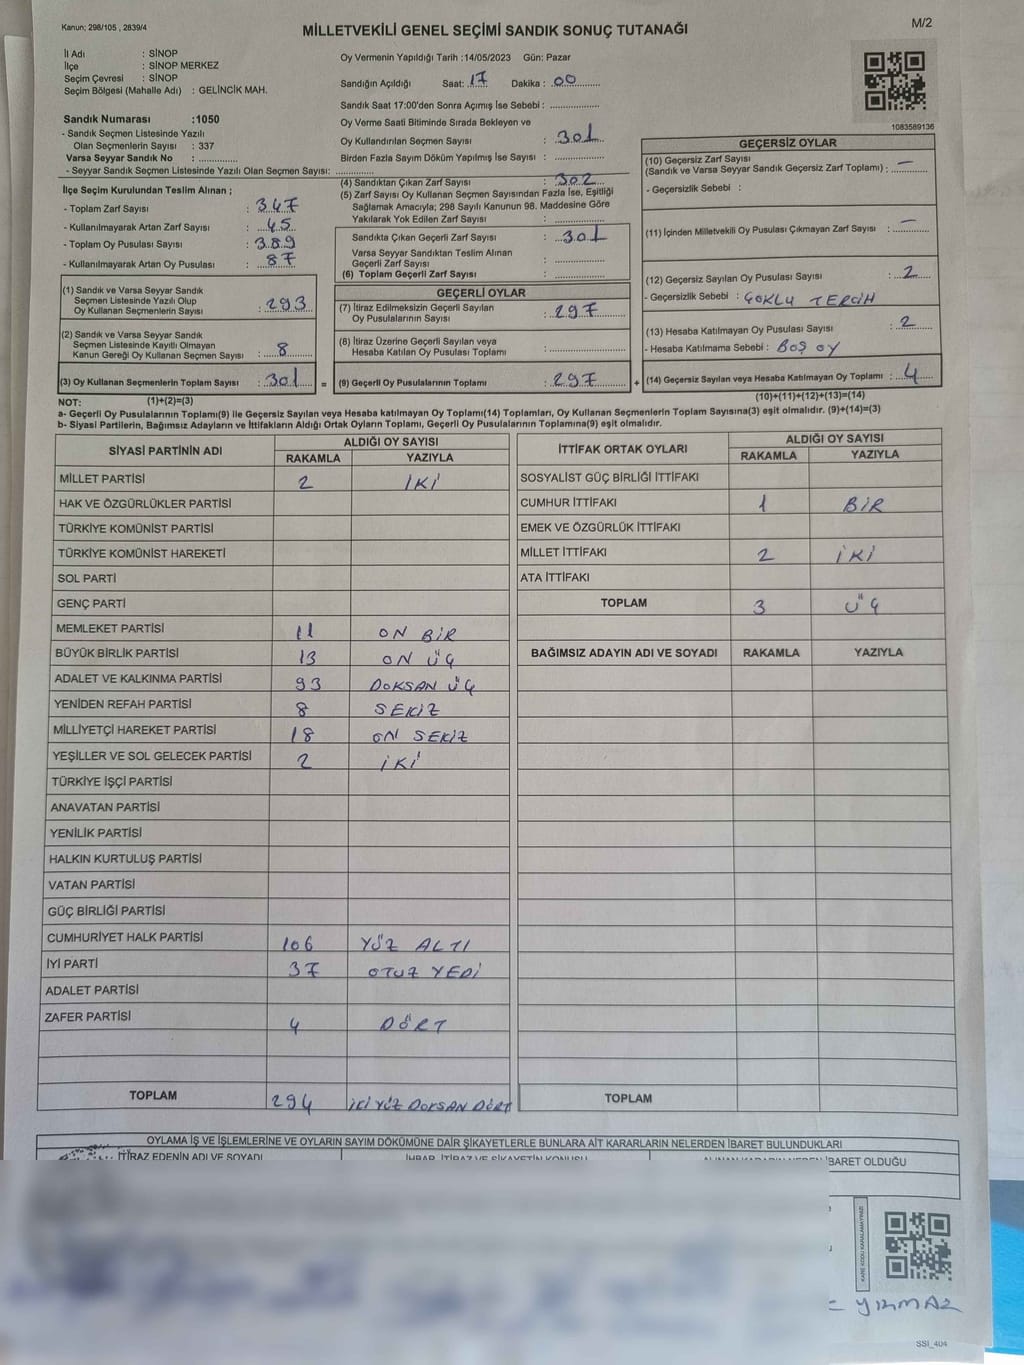 Kanun; 298/105 , 2839/4
MİLLETVEKİLİ GENEL SEÇİMİ SANDIK SONUÇ TUTANAĞI
M/2
İl Adı : SİNOP
İlçe : SİNOP MERKEZ
Seçim Çevresi : SİNOP
Seçim Bölgesi (Mahalle Adı) : GELİNCİK MAH.
Sandık Numarası :1050
- Sandık Seçmen Listesinde Yazılı
Olan Seçmenlerin Sayısı : 337
Varsa Seyyar Sandık No : ..............
- Seyyar Sandık Seçmen Listesinde Yazılı Olan Seçmen Sayısı: ..............
İlçe Seçim Kurulundan Teslim Alınan ;
- Toplam Zarf Sayısı : 347
- Kullanılmayarak Artan Zarf Sayısı : 45
- Toplam Oy Pusulası Sayısı : 389
- Kullanılmayarak Artan Oy Pusulası : 87
(1) Sandık ve Varsa Seyyar Sandık
Seçmen Listesinde Yazılı Olup
Oy Kullanan Seçmenlerin Sayısı : 293
(2) Sandık ve Varsa Seyyar Sandık
Seçmen Listesinde Kayıtlı Olmayan
Kanun Gereği Oy Kullanan Seçmen Sayısı : 8
(3) Oy Kullanan Seçmenlerin Toplam Sayısı : 301 =
Oy Vermenin Yapıldığı Tarih :14/05/2023 Gün: Pazar
Sandığın Açıldığı Saat: 17 Dakika : 00
Sandık Saat 17:00'den Sonra Açımış İse Sebebi : ..............
Oy Verme Saati Bitiminde Sırada Bekleyen ve
Oy Kullandırılan Seçmen Sayısı : 301
Birden Fazla Sayım Döküm Yapılmış İse Sayısı : ..............
(4) Sandıktan Çıkan Zarf Sayısı : 302
(5) Zarf Sayısı Oy Kullanan Seçmen Sayısından Fazla İse, Eşitliği
Sağlamak Amacıyla; 298 Sayılı Kanunun 98. Maddesine Göre
Yakılarak Yok Edilen Zarf Sayısı : ..............
Sandıkta Çıkan Geçerli Zarf Sayısı : 301
Varsa Seyyar Sandıktan Teslim Alınan
Geçerli Zarf Sayısı : ..............
(6) Toplam Geçerli Zarf Sayısı : ..............
GEÇERLİ OYLAR
(7) İtiraz Edilmeksizin Geçerli Sayılan
Oy Pusulalarının Sayısı : 297
(8) İtiraz Üzerine Geçerli Sayılan veya
Hesaba Katılan Oy Pusulası Toplamı : ..............
(9) Geçerli Oy Pusulalarının Toplamı : 297 +
1083589136
GEÇERSİZ OYLAR
(10) Geçersiz Zarf Sayısı
(Sandık ve Varsa Seyyar Sandık Geçersiz Zarf Toplamı) : —
- Geçersizlik Sebebi :
(11) İçinden Milletvekili Oy Pusulası Çıkmayan Zarf Sayısı : —
(12) Geçersiz Sayılan Oy Pusulası Sayısı : 2
- Geçersizlik Sebebi : ÇOKLU TERCİH
(13) Hesaba Katılmayan Oy Pusulası Sayısı : 2
- Hesaba Katılmama Sebebi : BOŞ OY
(14) Geçersiz Sayılan veya Hesaba Katılmayan Oy Toplamı : 4
NOT: (1)+(2)=(3) (10)+(11)+(12)+(13)=(14)
a- Geçerli Oy Pusulalarının Toplamı(9) ile Geçersiz Sayılan veya Hesaba katılmayan Oy Toplamı(14) Toplamları, Oy Kullanan Seçmenlerin Toplam Sayısına(3) eşit olmalıdır. (9)+(14)=(3)
b- Siyasi Partilerin, Bağımsız Adayların ve İttifakların Aldığı Ortak Oyların Toplamı, Geçerli Oy Pusulalarının Toplamına(9) eşit olmalıdır.
SİYASİ PARTİNİN ADI ALDIĞI OY SAYISI
RAKAMLA YAZIYLA
MİLLET PARTİSİ 2 İKİ
HAK VE ÖZGÜRLÜKLER PARTİSİ
TÜRKİYE KOMÜNİST PARTİSİ
TÜRKİYE KOMÜNİST HAREKETİ
SOL PARTİ
GENÇ PARTİ
MEMLEKET PARTİSİ 11 ON BİR
BÜYÜK BİRLİK PARTİSİ 13 ON ÜÇ
ADALET VE KALKINMA PARTİSİ 93 DOKSAN ÜÇ
YENİDEN REFAH PARTİSİ 8 SEKİZ
MİLLİYETÇİ HAREKET PARTİSİ 18 ON SEKİZ
YEŞİLLER VE SOL GELECEK PARTİSİ 2 İKİ
TÜRKİYE İŞÇİ PARTİSİ
ANAVATAN PARTİSİ
YENİLİK PARTİSİ
HALKIN KURTULUŞ PARTİSİ
VATAN PARTİSİ
GÜÇ BİRLİĞİ PARTİSİ
CUMHURİYET HALK PARTİSİ 106 YÜZ ALTI
İYİ PARTİ 37 OTUZ YEDİ
ADALET PARTİSİ
ZAFER PARTİSİ 4 DÖRT
TOPLAM 294 İKİ YÜZ DOKSAN DÖRT
İTTİFAK ORTAK OYLARI ALDIĞI OY SAYISI
RAKAMLA YAZIYLA
SOSYALİST GÜÇ BİRLİĞİ İTTİFAKI
CUMHUR İTTİFAKI 1 BİR
EMEK VE ÖZGÜRLÜK İTTİFAKI
MİLLET İTTİFAKI 2 İKİ
ATA İTTİFAKI
TOPLAM 3 ÜÇ
BAĞIMSIZ ADAYIN ADI VE SOYADI RAKAMLA YAZIYLA
TOPLAM
OYLAMA İŞ VE İŞLEMLERİNE VE OYLARIN SAYIM DÖKÜMÜNE DAİR ŞİKAYETLERLE BUNLARA AİT KARARLARIN NELERDEN İBARET BULUNDUKLARI
İTİRAZ EDENİN ADI VE SOYADI İHBAR, İTİRAZ VE ŞİKAYETİN KONUSU İBARET OLDUĞU
YILMAZ
SSI_404